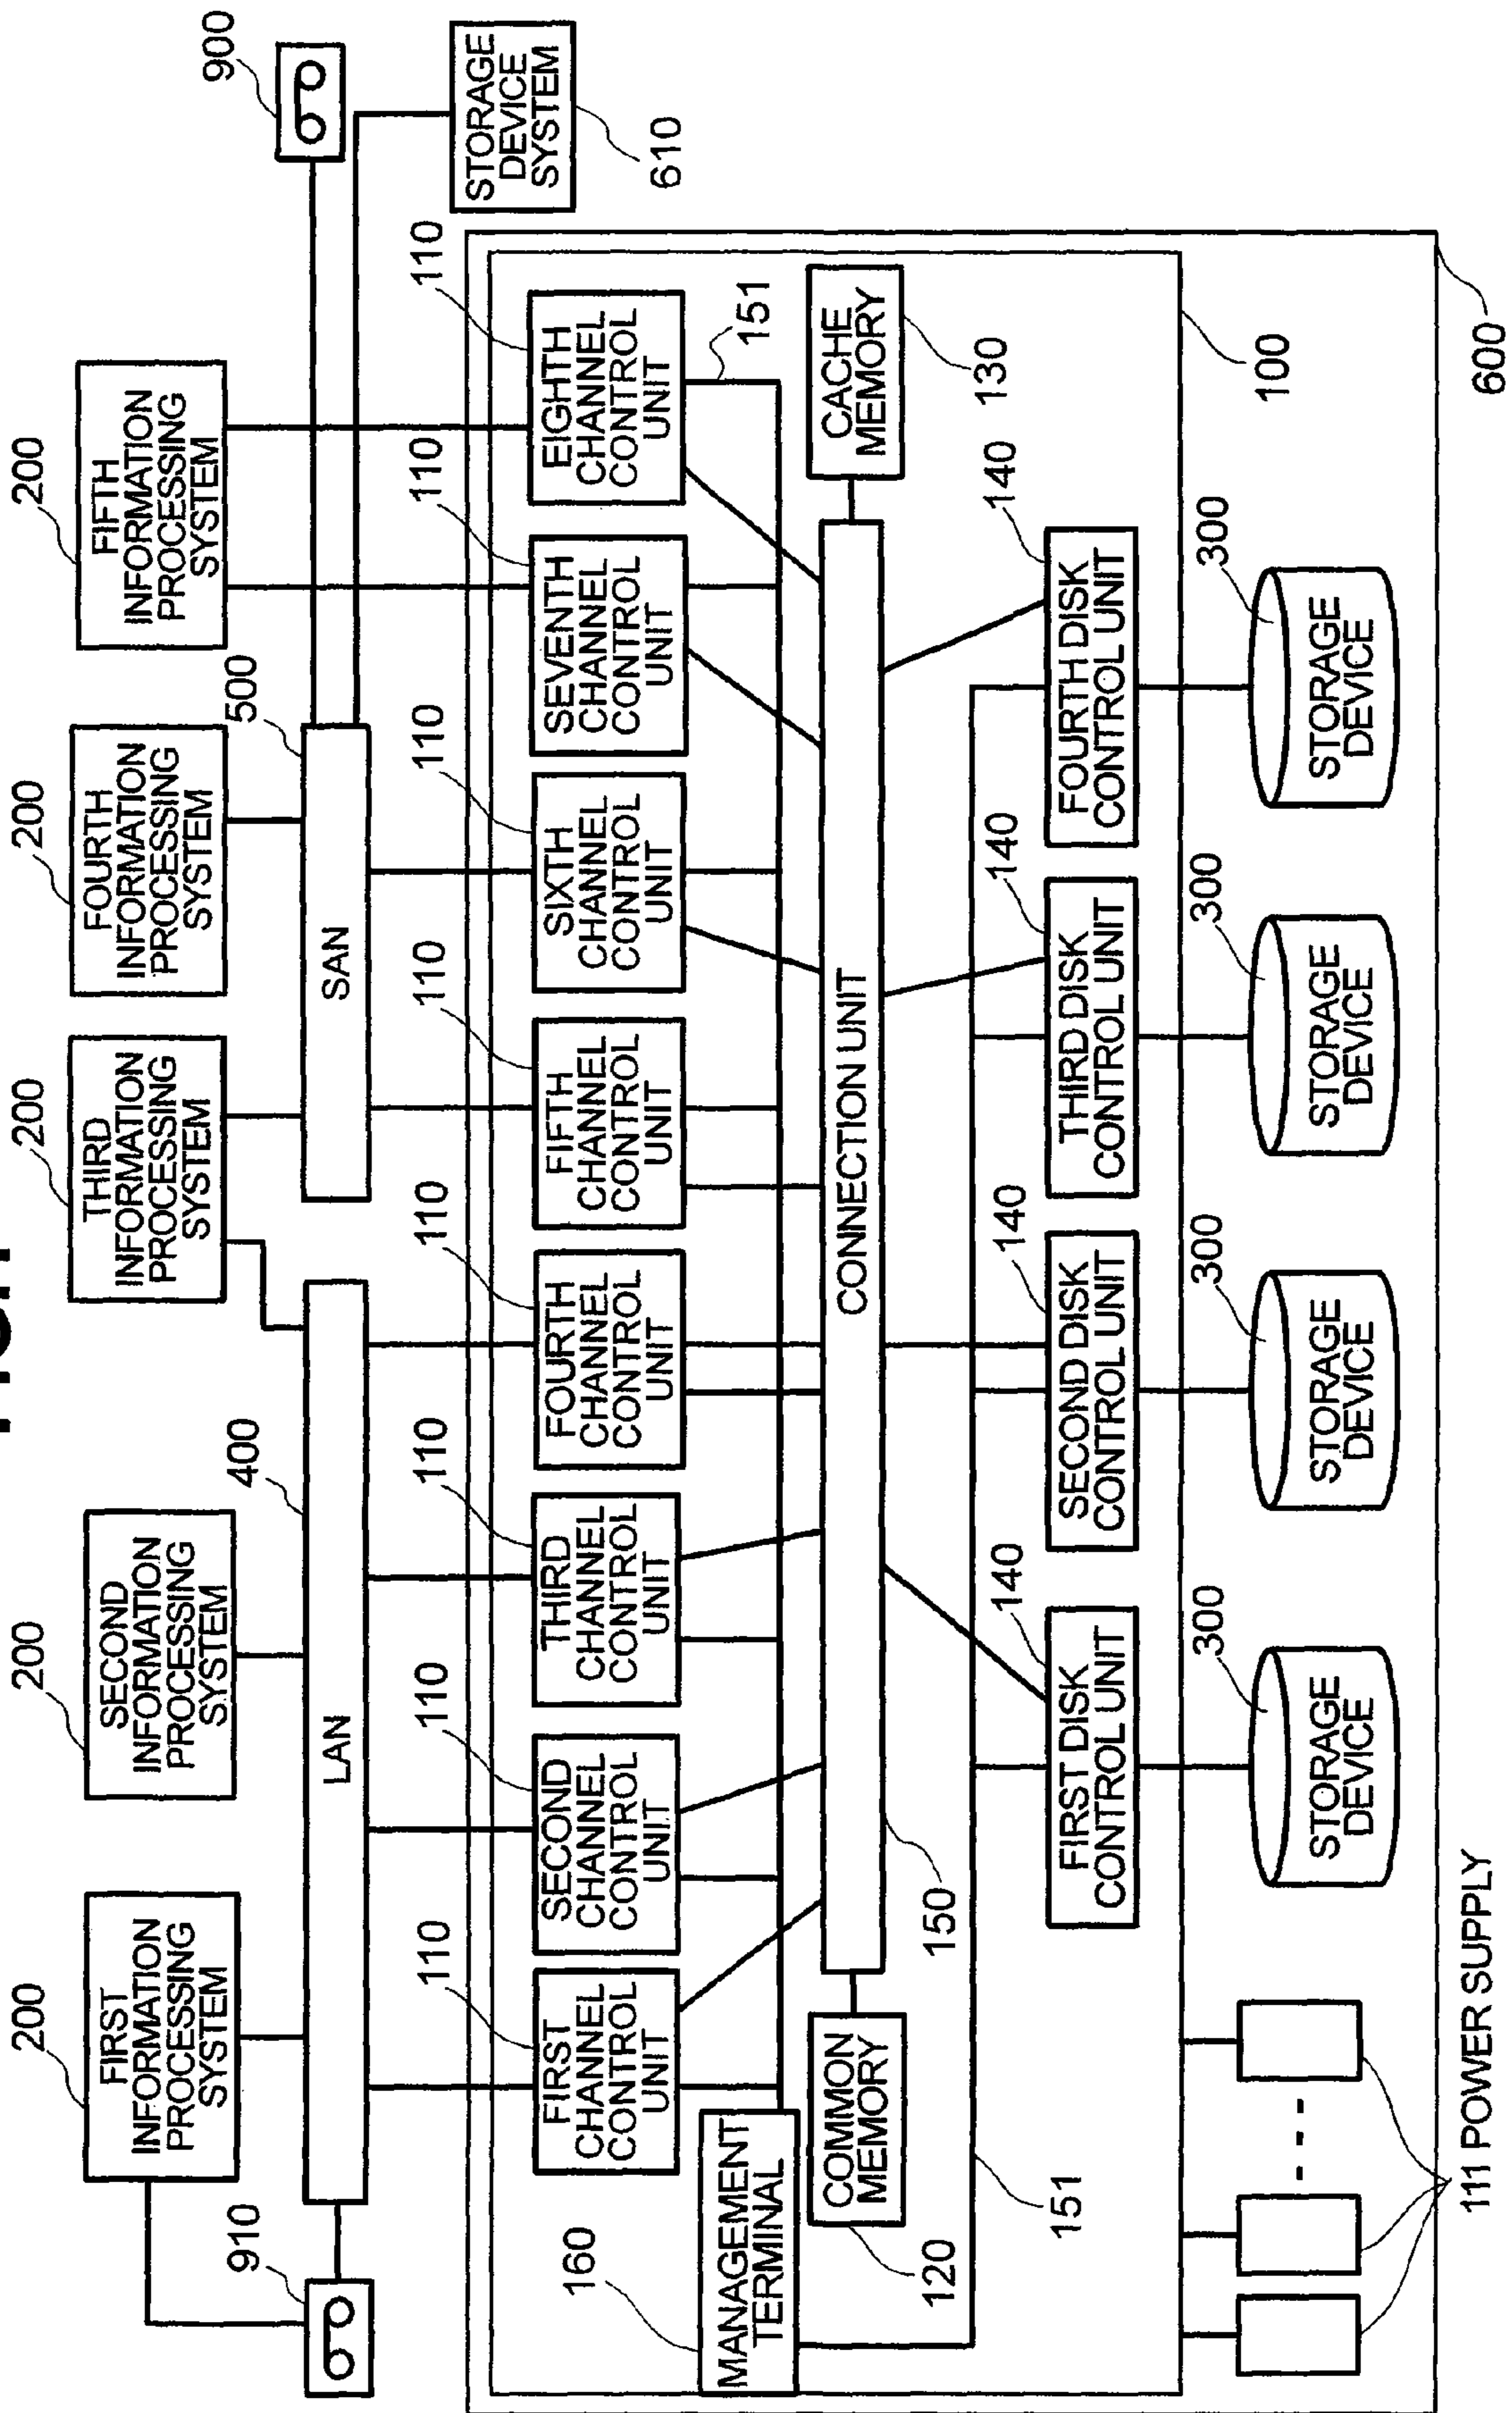 200
200
200
200
200
FIRST
INFORMATION
PROCESSING
SYSTEM
SECOND
INFORMATION
PROCESSING
SYSTEM
THIRD
INFORMATION
PROCESSING
SYSTEM
FOURTH
INFORMATION
PROCESSING
SYSTEM
FIFTH
INFORMATION
PROCESSING
SYSTEM
910
400
500
900
LAN
SAN
STORAGE
DEVICE
SYSTEM
610
110
110
110
110
110
110
110
110
FIRST
CHANNEL
CONTROL
UNIT
SECOND
CHANNEL
CONTROL
UNIT
THIRD
CHANNEL
CONTROL
UNIT
FOURTH
CHANNEL
CONTROL
UNIT
FIFTH
CHANNEL
CONTROL
UNIT
SIXTH
CHANNEL
CONTROL
UNIT
SEVENTH
CHANNEL
CONTROL
UNIT
EIGHTH
CHANNEL
CONTROL
UNIT
151
160
MANAGEMENT
TERMINAL
COMMON
MEMORY
CONNECTION UNIT
CACHE
MEMORY
120
150
130
151
140
140
140
140
FIRST DISK
CONTROL UNIT
SECOND DISK
CONTROL UNIT
THIRD DISK
CONTROL UNIT
FOURTH DISK
CONTROL UNIT
100
300
300
300
300
STORAGE
DEVICE
STORAGE
DEVICE
STORAGE
DEVICE
STORAGE
DEVICE
111 POWER SUPPLY
600